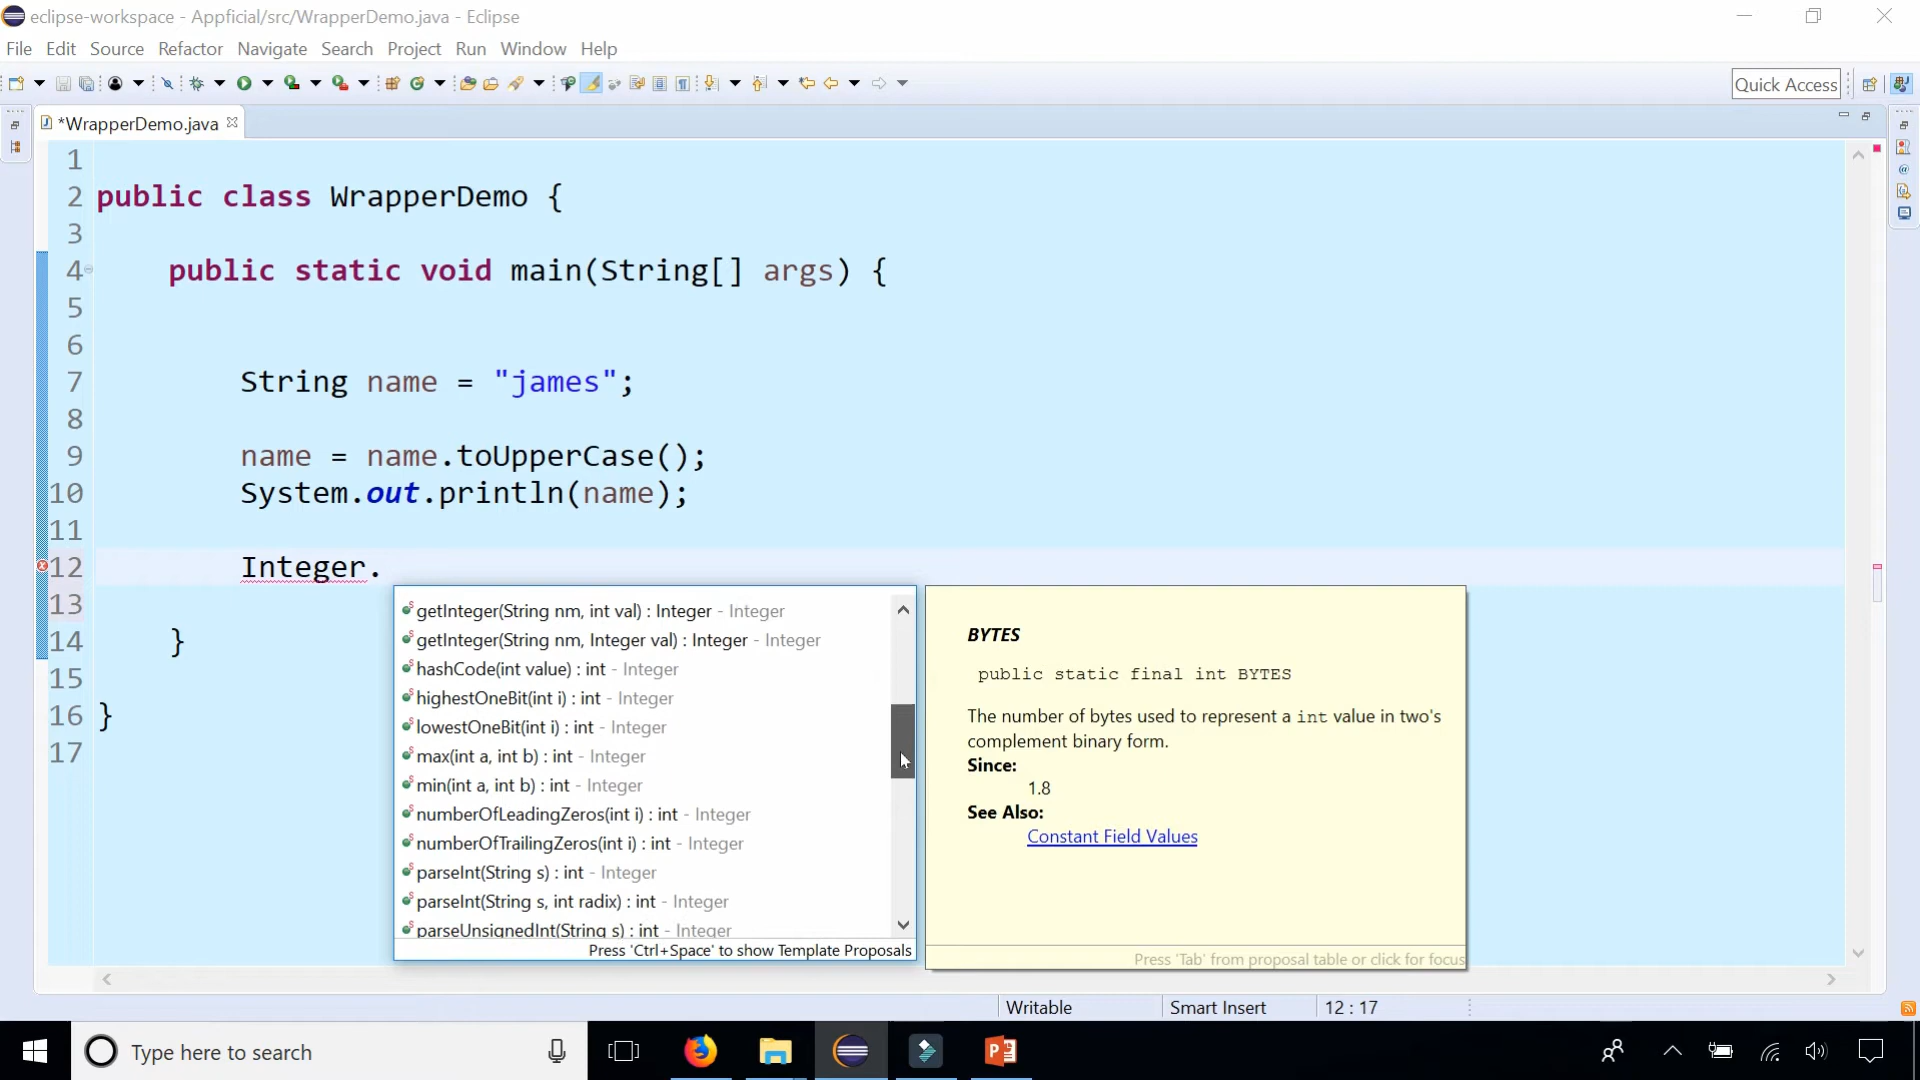 eclipse-workspace - Appficial/src/WrapperDemo.java - Eclipse
File Edit Source Refactor Navigate Search Project Run Window Help
Quick Access
*WrapperDemo.java
1
2 public class WrapperDemo {
3
4 public static void main(String[] args) {
5
6
7 String name = "james";
8
9 name = name.toUpperCase();
10 System.out.println(name);
11
12 Integer.
13
14 }
15
16 }
17
getInteger(String nm, int val) : Integer - Integer
getInteger(String nm, Integer val) : Integer - Integer
hashCode(int value) : int - Integer
highestOneBit(int i) : int - Integer
lowestOneBit(int i) : int - Integer
max(int a, int b) : int - Integer
min(int a, int b) : int - Integer
numberOfLeadingZeros(int i) : int - Integer
numberOfTrailingZeros(int i) : int - Integer
parseInt(String s) : int - Integer
parseInt(String s, int radix) : int - Integer
parseUnsignedInt(String s) : int - Integer
Press 'Ctrl+Space' to show Template Proposals
BYTES
public static final int BYTES
The number of bytes used to represent a int value in two's
complement binary form.
Since:
1.8
See Also:
Constant Field Values
Press 'Tab' from proposal table or click for focus
Writable Smart Insert 12 : 17
Type here to search